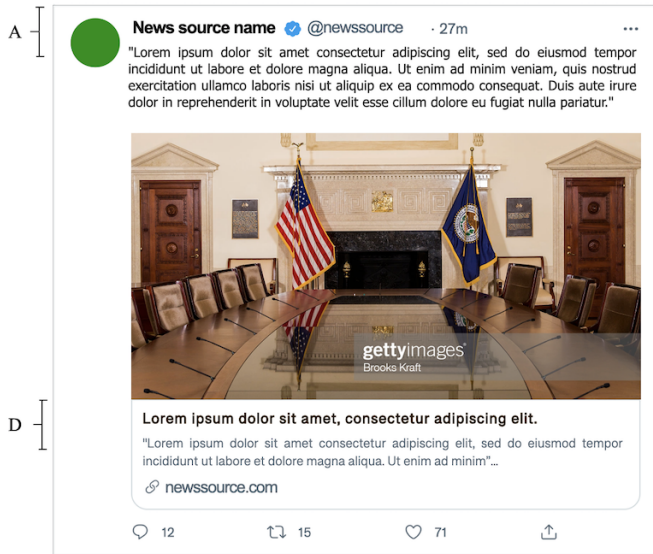 A
News source name @newssource · 27m ...
"Lorem ipsum dolor sit amet consectetur adipiscing elit, sed do eiusmod tempor
incididunt ut labore et dolore magna aliqua. Ut enim ad minim veniam, quis nostrud
exercitation ullamco laboris nisi ut aliquip ex ea commodo consequat. Duis aute irure
dolor in reprehenderit in voluptate velit esse cillum dolore eu fugiat nulla pariatur."
gettyimages®
Brooks Kraft
D
Lorem ipsum dolor sit amet, consectetur adipiscing elit.
"Lorem ipsum dolor sit amet consectetur adipiscing elit, sed do eiusmod tempor
incididunt ut labore et dolore magna aliqua. Ut enim ad minim"...
newssource.com
12 15 71